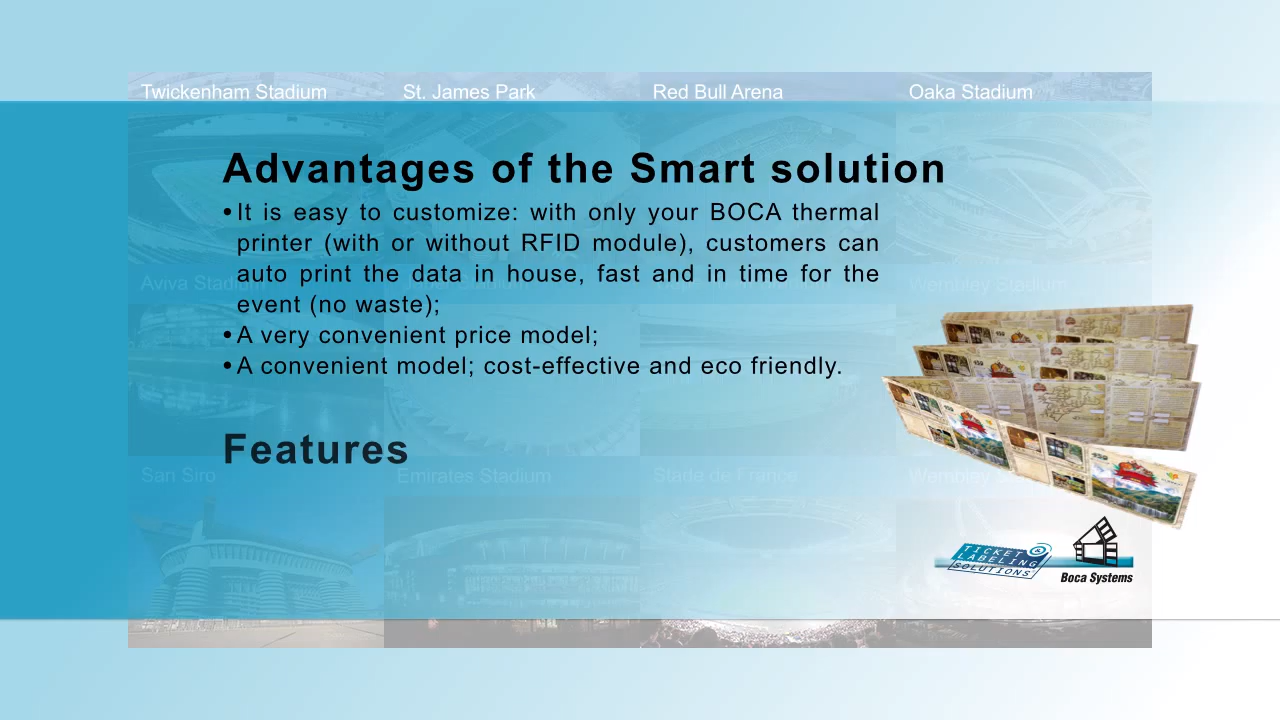 Twickenham Stadium St. James Park Red Bull Arena Oaka Stadium
Advantages of the Smart solution
•It is easy to customize: with only your BOCA thermal
printer (with or without RFID module), customers can
auto print the data in house, fast and in time for the
event (no waste);
Aviva Stadium Wembley Stadium
•A very convenient price model;
•A convenient model; cost-effective and eco friendly.
Features
San Siro Emirates Stadium Stade de France Wembley
TICKET &
LABELING
SOLUTIONS
Boca Systems